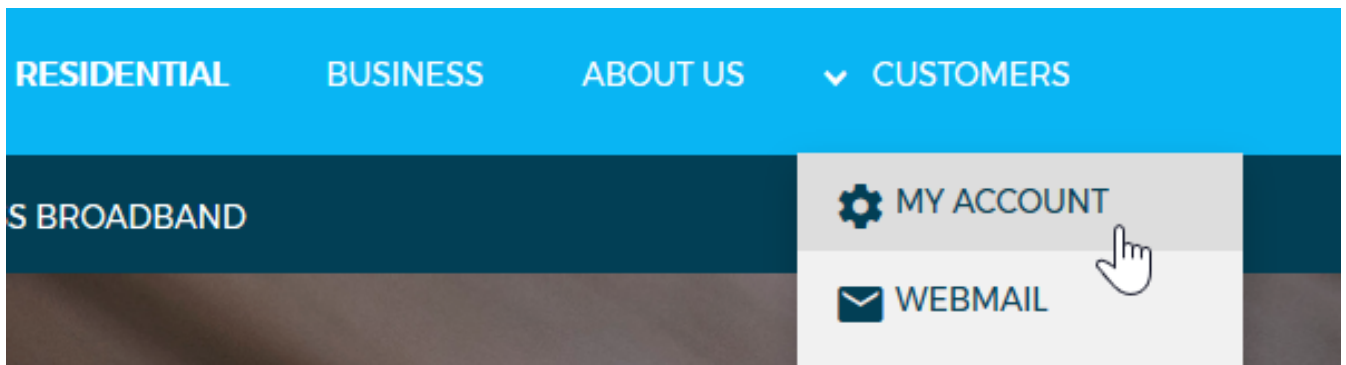 RESIDENTIAL BUSINESS ABOUT US CUSTOMERS
S BROADBAND
MY ACCOUNT
WEBMAIL